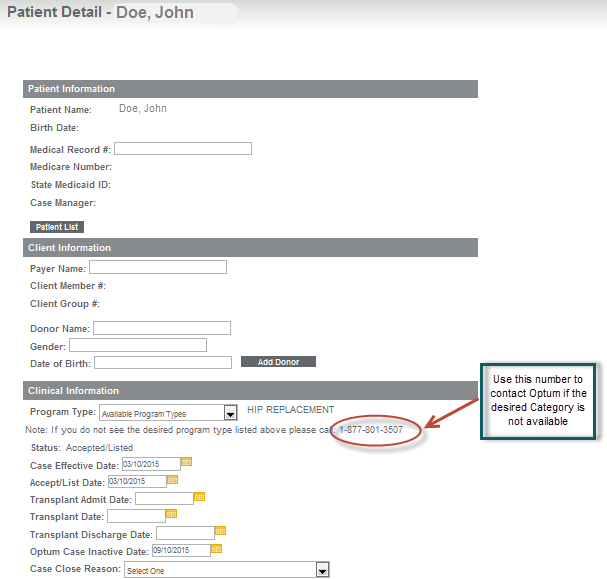 Patient Detail - Doe, John
Patient Information
Patient Name: Doe, John
Birth Date:
Medical Record #:
Medicare Number:
State Medicaid ID:
Case Manager:
Patient List
Client Information
Payer Name:
Client Member #:
Client Group #:
Donor Name:
Gender:
Date of Birth: Add Donor
Clinical Information
Program Type: Available Program Types HIP REPLACEMENT
Note: If you do not see the desired program type listed above please call: 1-877-801-3507
Status: Accepted/Listed
Case Effective Date: 03/10/2015
Accept/List Date: 03/10/2015
Transplant Admit Date:
Transplant Date:
Transplant Discharge Date:
Optum Case Inactive Date: 09/10/2015
Case Close Reason: Select One
Use this number to
contact Optum if the
desired Category is
not available